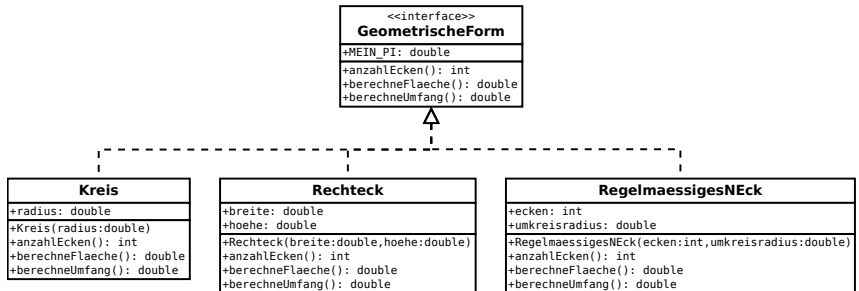 <<interface>>
GeometrischeForm
+MEIN_PI: double
+anzahlEcken(): int
+berechneFlaeche(): double
+berechneUmfang(): double
Kreis
+radius: double
+Kreis(radius:double)
+anzahlEcken(): int
+berechneFlaeche(): double
+berechneUmfang(): double
Rechteck
+breite: double
+hoehe: double
+Rechteck(breite:double,hoehe:double)
+anzahlEcken(): int
+berechneFlaeche(): double
+berechneUmfang(): double
RegelmaessigesNEck
+ecken: int
+umkreisradius: double
+RegelmaessigesNEck(ecken:int,umkreisradius:double)
+anzahlEcken(): int
+berechneFlaeche(): double
+berechneUmfang(): double